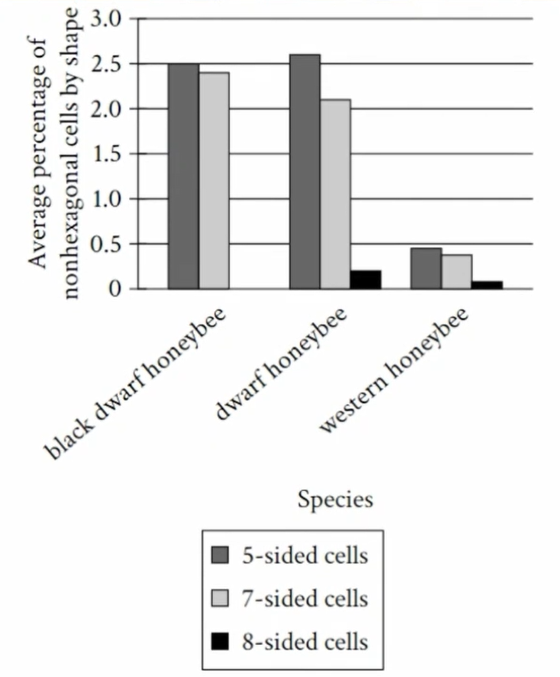 Average percentage of
nonhexagonal cells by shape
3.0
2.5
2.0
1.5
1.0
0.5
0
black dwarf honeybee
dwarf honeybee
western honeybee
Species
5-sided cells
7-sided cells
8-sided cells